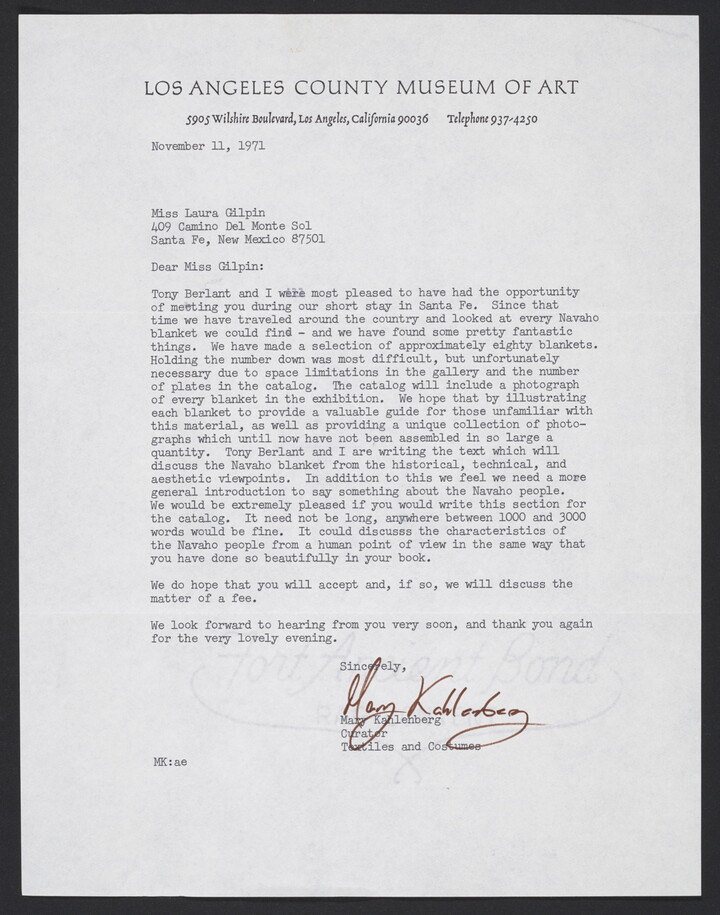 LOS ANGELES COUNTY MUSEUM OF ART
5905 Wilshire Boulevard, Los Angeles, California 90036 Telephone 937-4250
November 11, 1971
Miss Laura Gilpin
409 Camino Del Monte Sol
Santa Fe, New Mexico 87501
Dear Miss Gilpin:
Tony Berlant and I were most pleased to have had the opportunity
of meeting you during our short stay in Santa Fe. Since that
time we have traveled around the country and looked at every Navaho
blanket we could find - and we have found some pretty fantastic
things. We have made a selection of approximately eighty blankets.
Holding the number down was most difficult, but unfortunately
necessary due to space limitations in the gallery and the number
of plates in the catalog. The catalog will include a photograph
of every blanket in the exhibition. We hope that by illustrating
each blanket to provide a valuable guide for those unfamiliar with
this material, as well as providing a unique collection of photo-
graphs which until now have not been assembled in so large a
quantity. Tony Berlant and I are writing the text which will
discuss the Navaho blanket from the historical, technical, and
aesthetic viewpoints. In addition to this we feel we need a more
general introduction to say something about the Navaho people.
We would be extremely pleased if you would write this section for
the catalog. It need not be long, anywhere between 1000 and 3000
words would be fine. It could discusss the characteristics of
the Navaho people from a human point of view in the same way that
you have done so beautifully in your book.
We do hope that you will accept and, if so, we will discuss the
matter of a fee.
We look forward to hearing from you very soon, and thank you again
for the very lovely evening.
Sincerely,
Mary Kahlenberg
Mary Kahlenberg
Curator
Textiles and Costumes
MK:ae